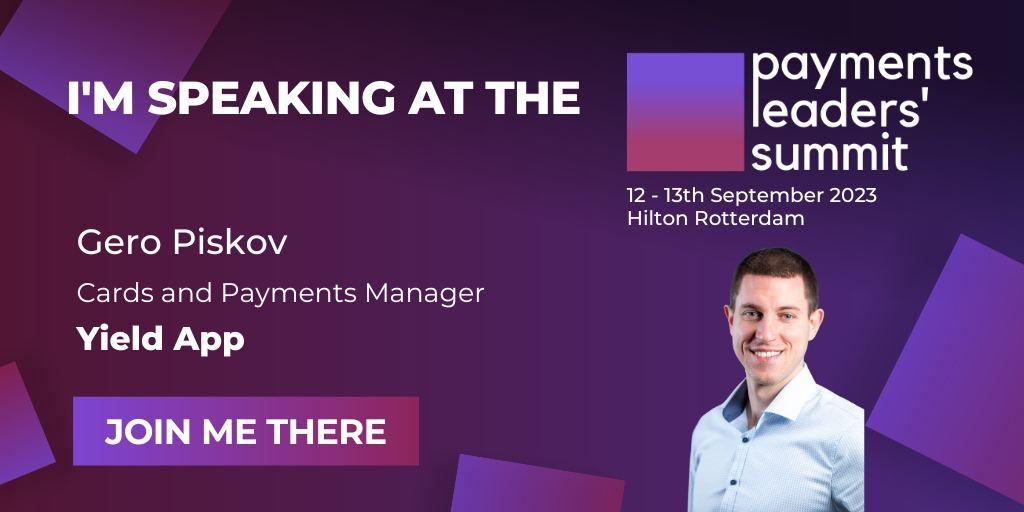 I'M SPEAKING AT THE
payments
leaders'
summit
12 - 13th September 2023
Hilton Rotterdam
Gero Piskov
Cards and Payments Manager
Yield App
JOIN ME THERE